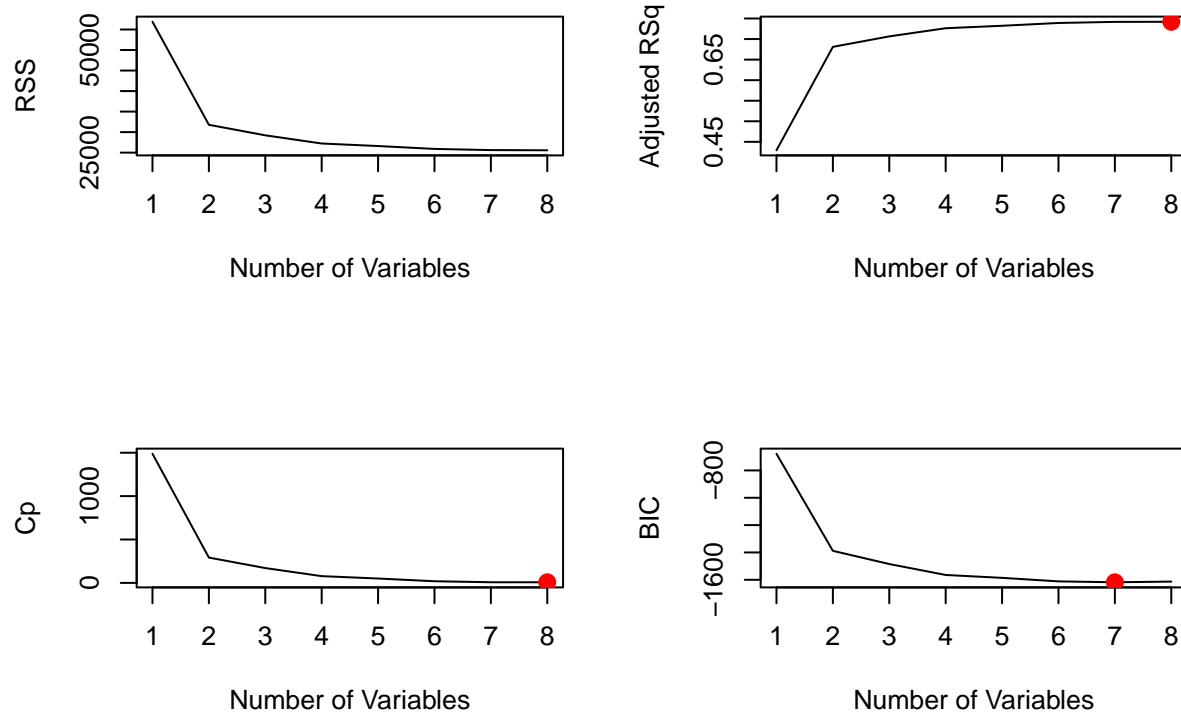 RSS
25000
50000
1 2 3 4 5 6 7 8
Number of Variables
Adjusted RSq
0.45
0.65
1 2 3 4 5 6 7 8
Number of Variables
Cp
0
1000
1 2 3 4 5 6 7 8
Number of Variables
BIC
−1600
−800
1 2 3 4 5 6 7 8
Number of Variables